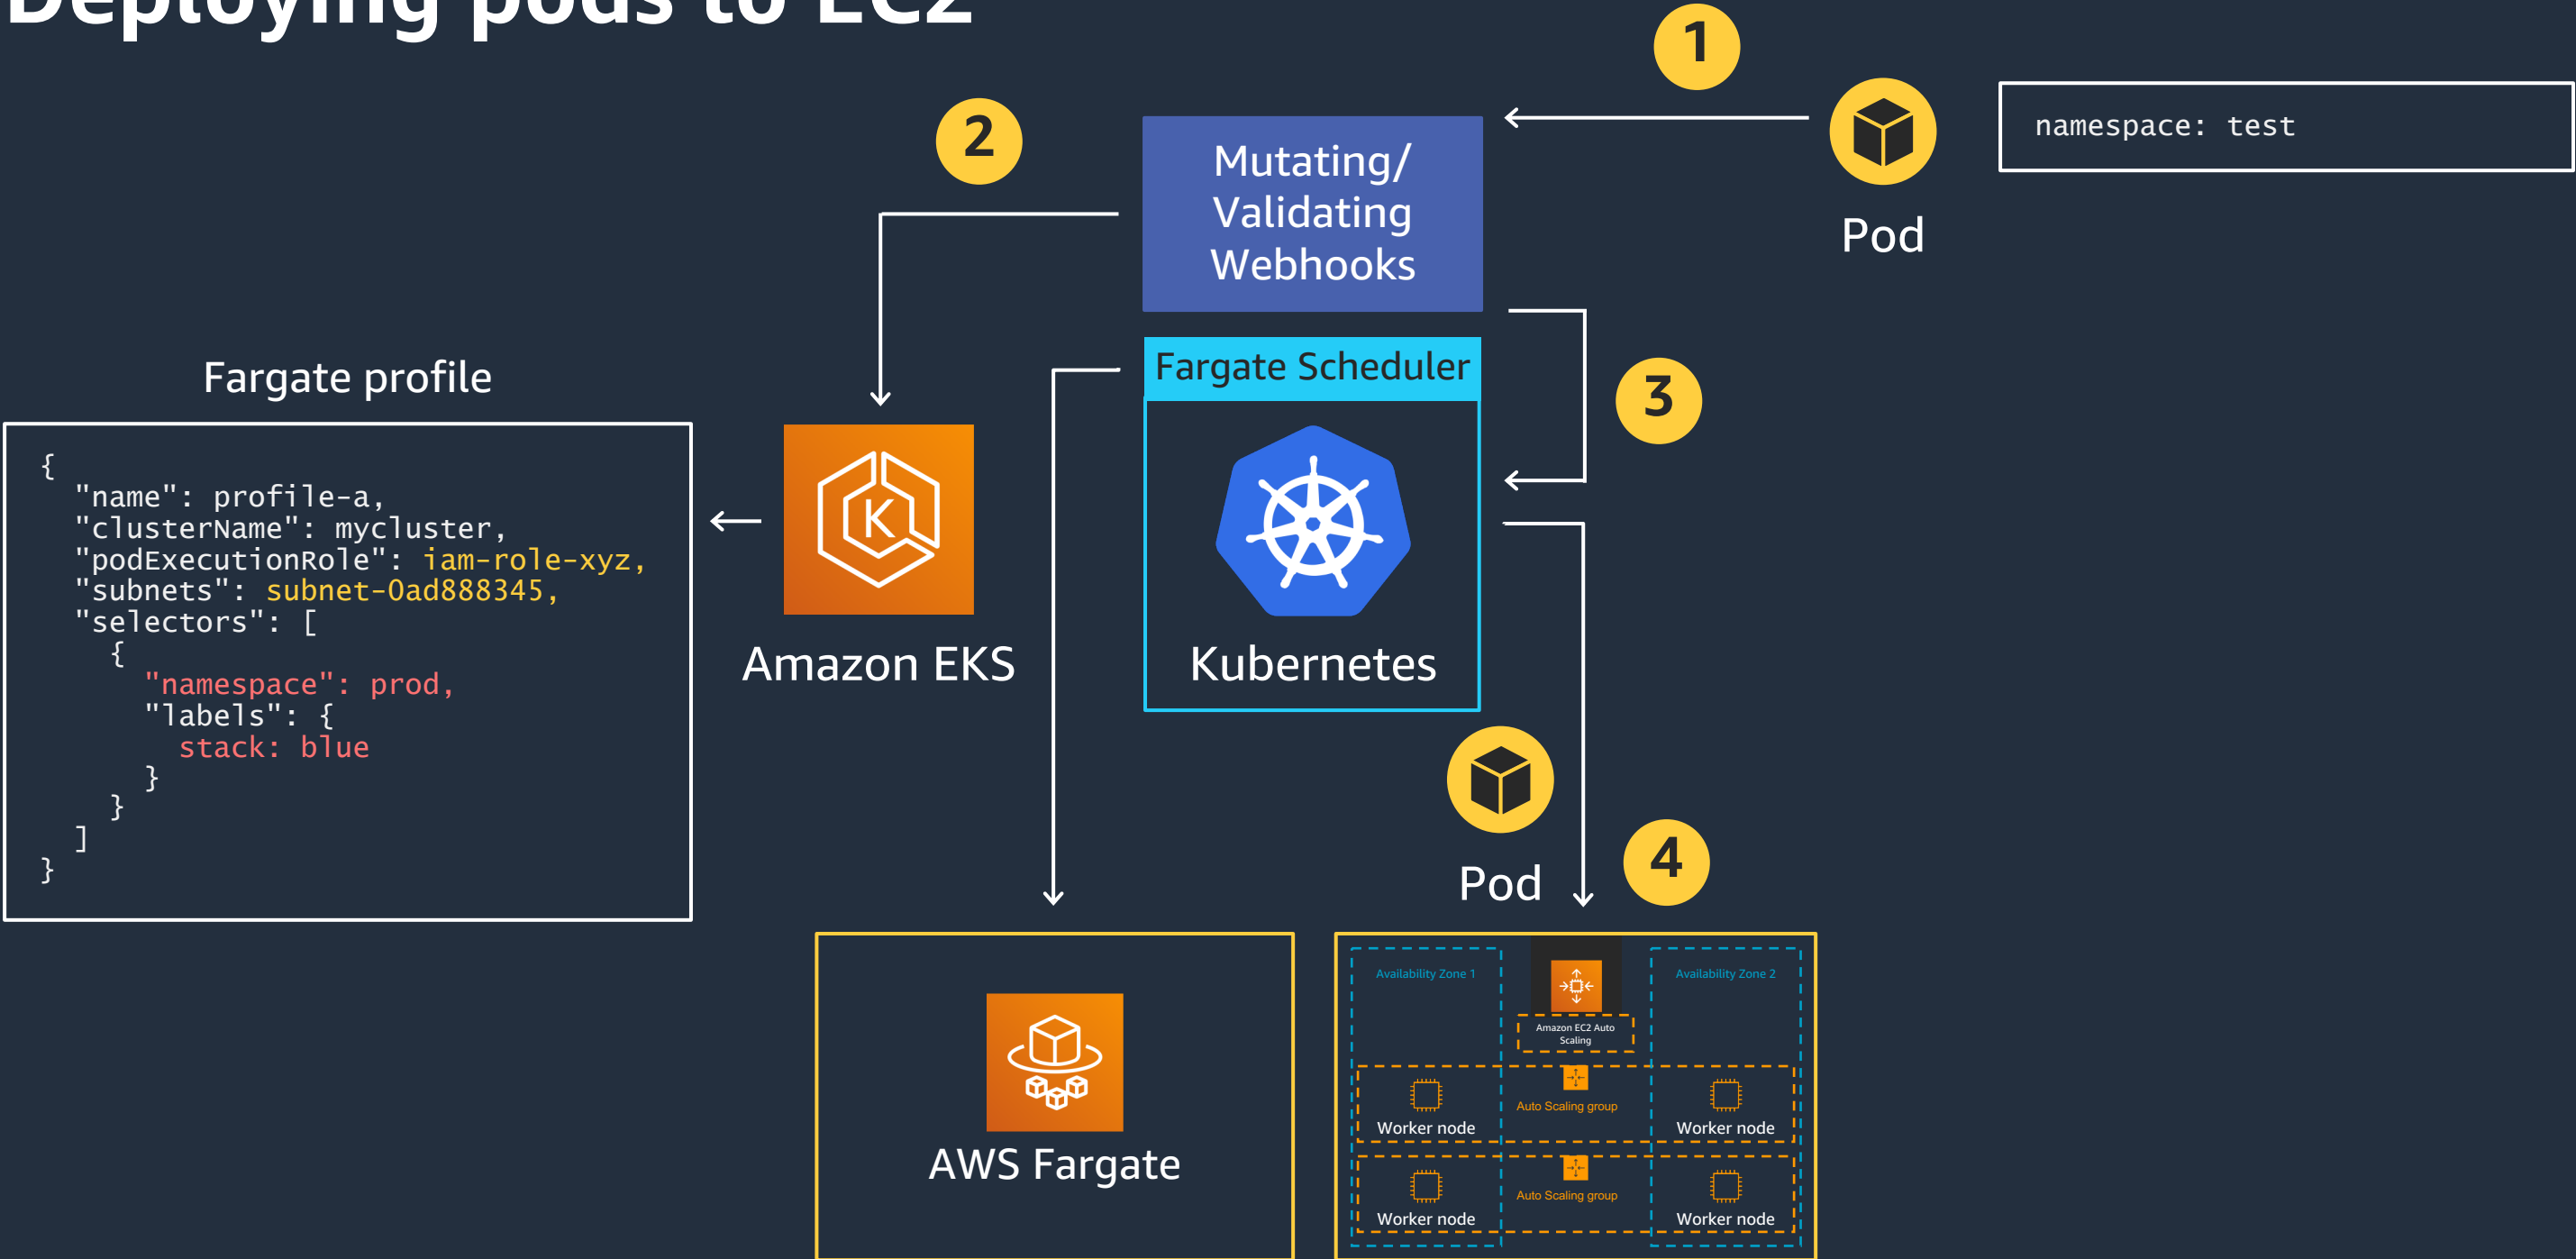 Deploying pods to EC2
1
namespace: test
Pod
2
Mutating/
Validating
Webhooks
Fargate Scheduler
3
Kubernetes
Amazon EKS
Fargate profile
{
"name": profile-a,
"clusterName": mycluster,
"podExecutionRole": iam-role-xyz,
"subnets": subnet-0ad888345,
"selectors": [
{
"namespace": prod,
"labels": {
stack: blue
}
}
]
}
Pod
4
AWS Fargate
Availability Zone 1
Availability Zone 2
Amazon EC2 Auto
Scaling
Auto Scaling group
Worker node
Worker node
Auto Scaling group
Worker node
Worker node